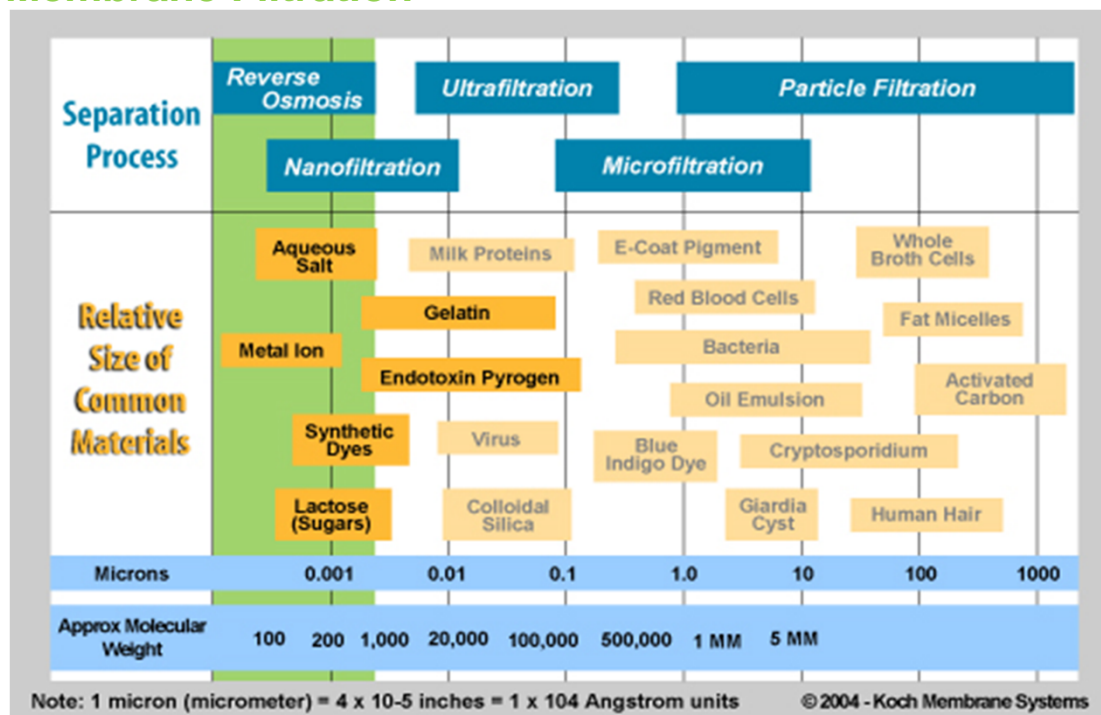 Membrane Filtration
Separation
Process
Reverse
Osmosis
Ultrafiltration
Particle Filtration
Nanofiltration
Microfiltration
Relative
Size of
Common
Materials
Aqueous
Salt
Milk Proteins
E-Coat Pigment
Whole
Broth Cells
Gelatin
Red Blood Cells
Fat Micelles
Metal Ion
Bacteria
Endotoxin Pyrogen
Oil Emulsion
Activated
Carbon
Synthetic
Dyes
Virus
Blue
Indigo Dye
Cryptosporidium
Lactose
(Sugars)
Colloidal
Silica
Giardia
Cyst
Human Hair
Microns 0.001 0.01 0.1 1.0 10 100 1000
Approx Molecular
Weight
100 200 1,000 20,000 100,000 500,000 1 MM 5 MM
Note: 1 micron (micrometer) = 4 x 10-5 inches = 1 x 104 Angstrom units © 2004 - Koch Membrane Systems